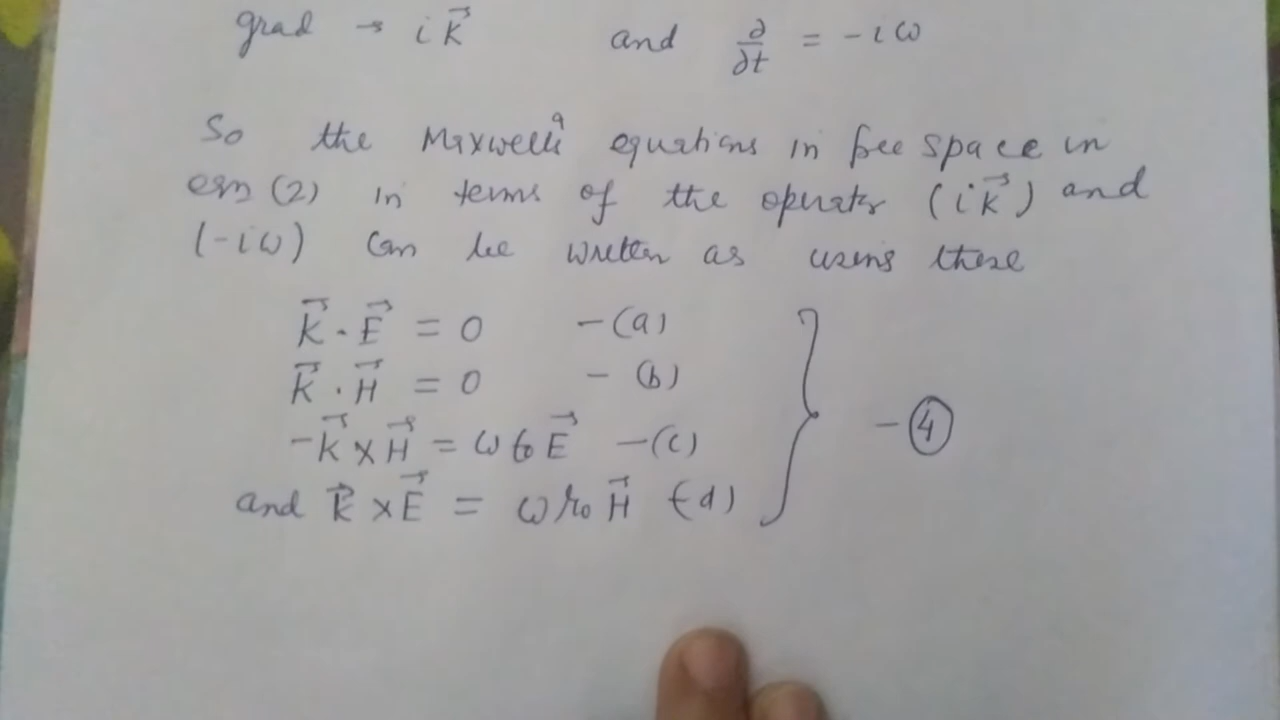 grad → i k⃗ and ∂/∂t = -iω
So the Maxwell's equations in free space in
eqn (2) in terms of the operator (i k⃗) and
(-iω) can be written as using these
k⃗ . E⃗ = 0 -(a)
k⃗ . H⃗ = 0 - (b)
-k⃗ × H⃗ = ω ϵ₀ E⃗ -(c)
and k⃗ × E⃗ = ω μ₀ H⃗ -(d)
- ④